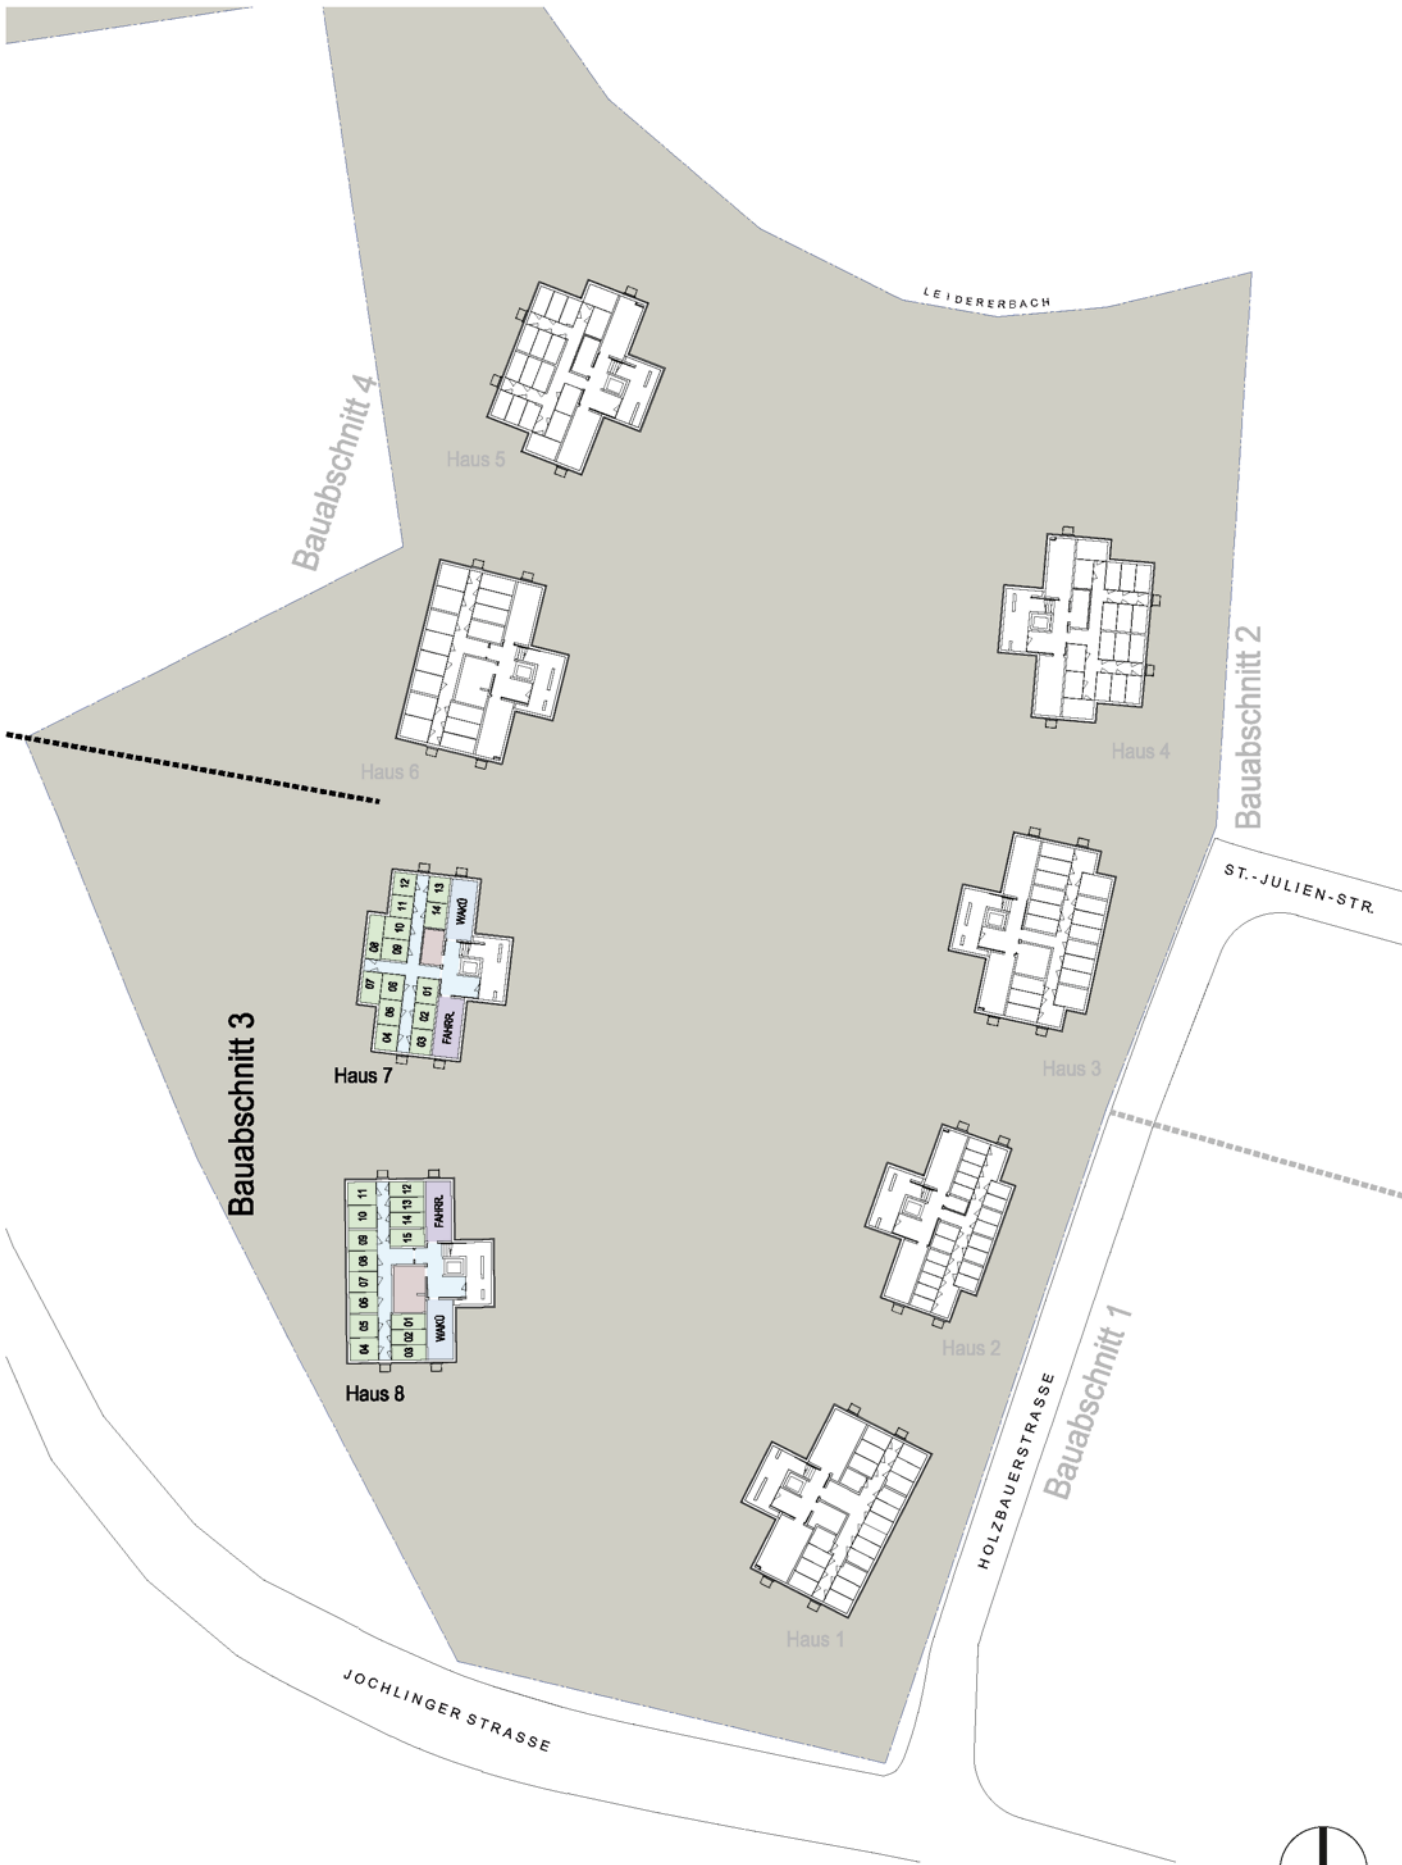 LEIDERERBACH
Bauabschnitt 4
Haus 5
Bauabschnitt 2
Haus 4
Haus 6
ST.-JULIEN-STR.
12
13
11
14
WAKÜ
10
08
09
07
06
01
05
02
04
03
FAHRR.
Haus 7
Haus 3
Bauabschnitt 3
11
12
FAHRR.
10
13
14
09
15
08
07
06
05
01
02
WAKÜ
04
03
Haus 8
Haus 2
Bauabschnitt 1
HOLZBAUERSTRASSE
Haus 1
JOCHLINGER STRASSE